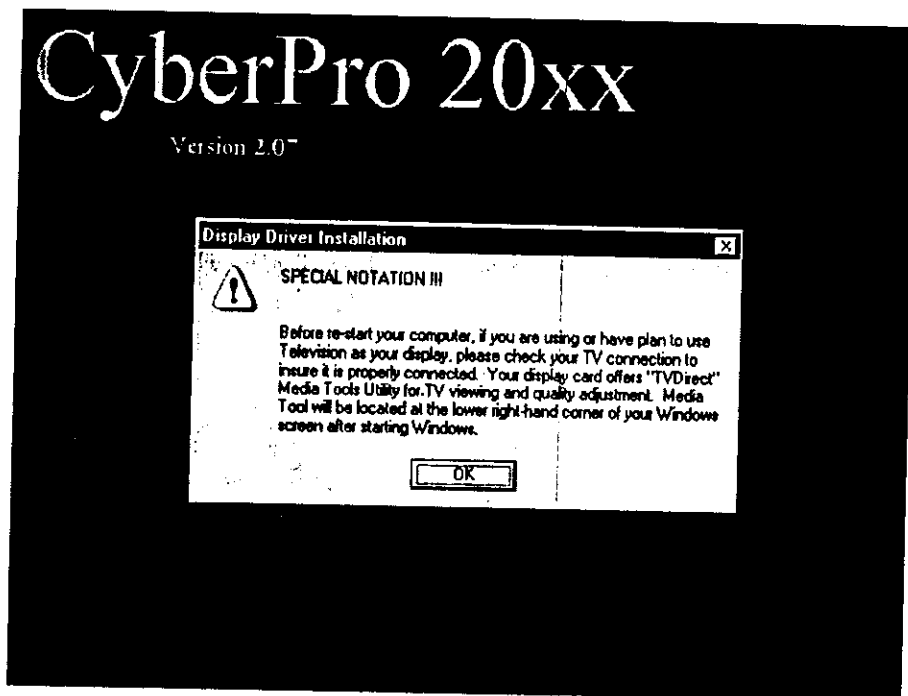 CyberPro 20xx
Version 2.07
Display Driver Installation
SPECIAL NOTATION !!!
Before re-start your computer, if you are using or have plan to use
Television as your display, please check your TV connection to
insure it is properly connected. Your display card offers "TVDirect"
Media Tools Utility for TV viewing and quality adjustment. Media
Tool will be located at the lower right-hand corner of your Windows
screen after starting Windows.
OK